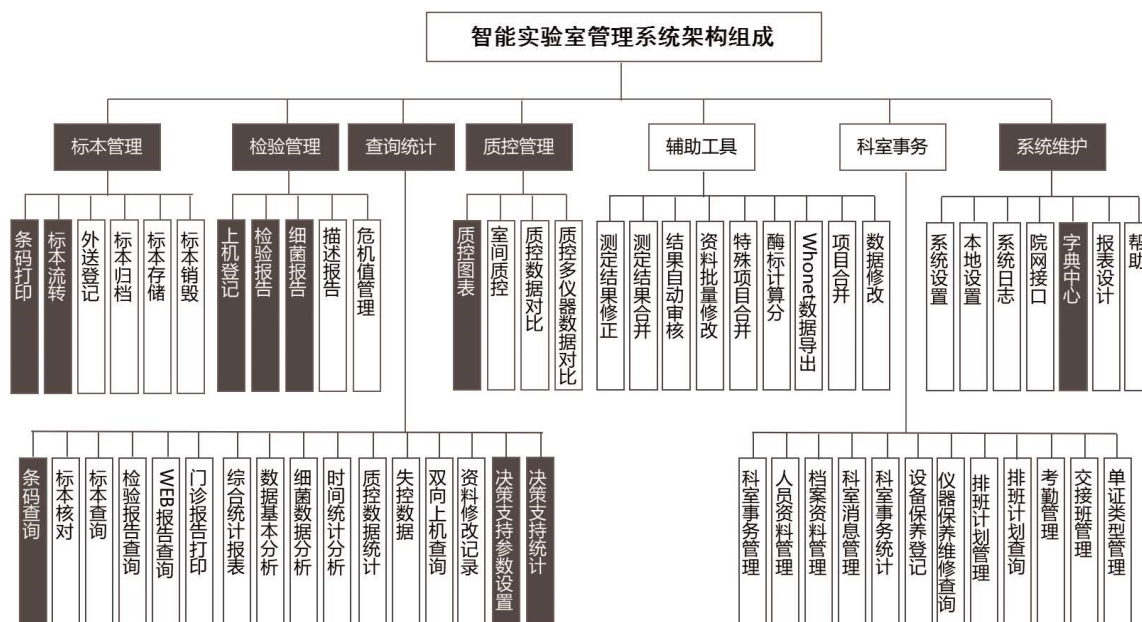 智能实验室管理系统架构组成
标本管理
检验管理
查询统计
质控管理
辅助工具
科室事务
系统维护
条码打印
标本流转
外送登记
标本归档
标本存储
标本销毁
上机登记
检验报告
细菌报告
描述报告
危机值管理
质控图表
室间质控
质控数据对比
质控多仪器数据对比
测定结果修正
测定结果合并
结果自动审核
资料批量修改
特殊项目合并
酶标计算分
Whonet数据导出
项目合并
数据修改
系统设置
本地设置
系统日志
院网接口
字典中心
报表设计
帮助
条码查询
标本核对
标本查询
检验报告查询
WEB报告查询
门诊报告打印
综合统计报表
数据基本分析
细菌数据分析
时间统计分析
质控数据统计
失控数据
双向上机查询
资料修改记录
决策支持参数设置
决策支持统计
科室事务管理
人员资料管理
档案资料管理
科室消息管理
科室事务统计
设备保养登记
仪器保养维修查询
排班计划管理
排班计划查询
考勤管理
交接班管理
单证类型管理